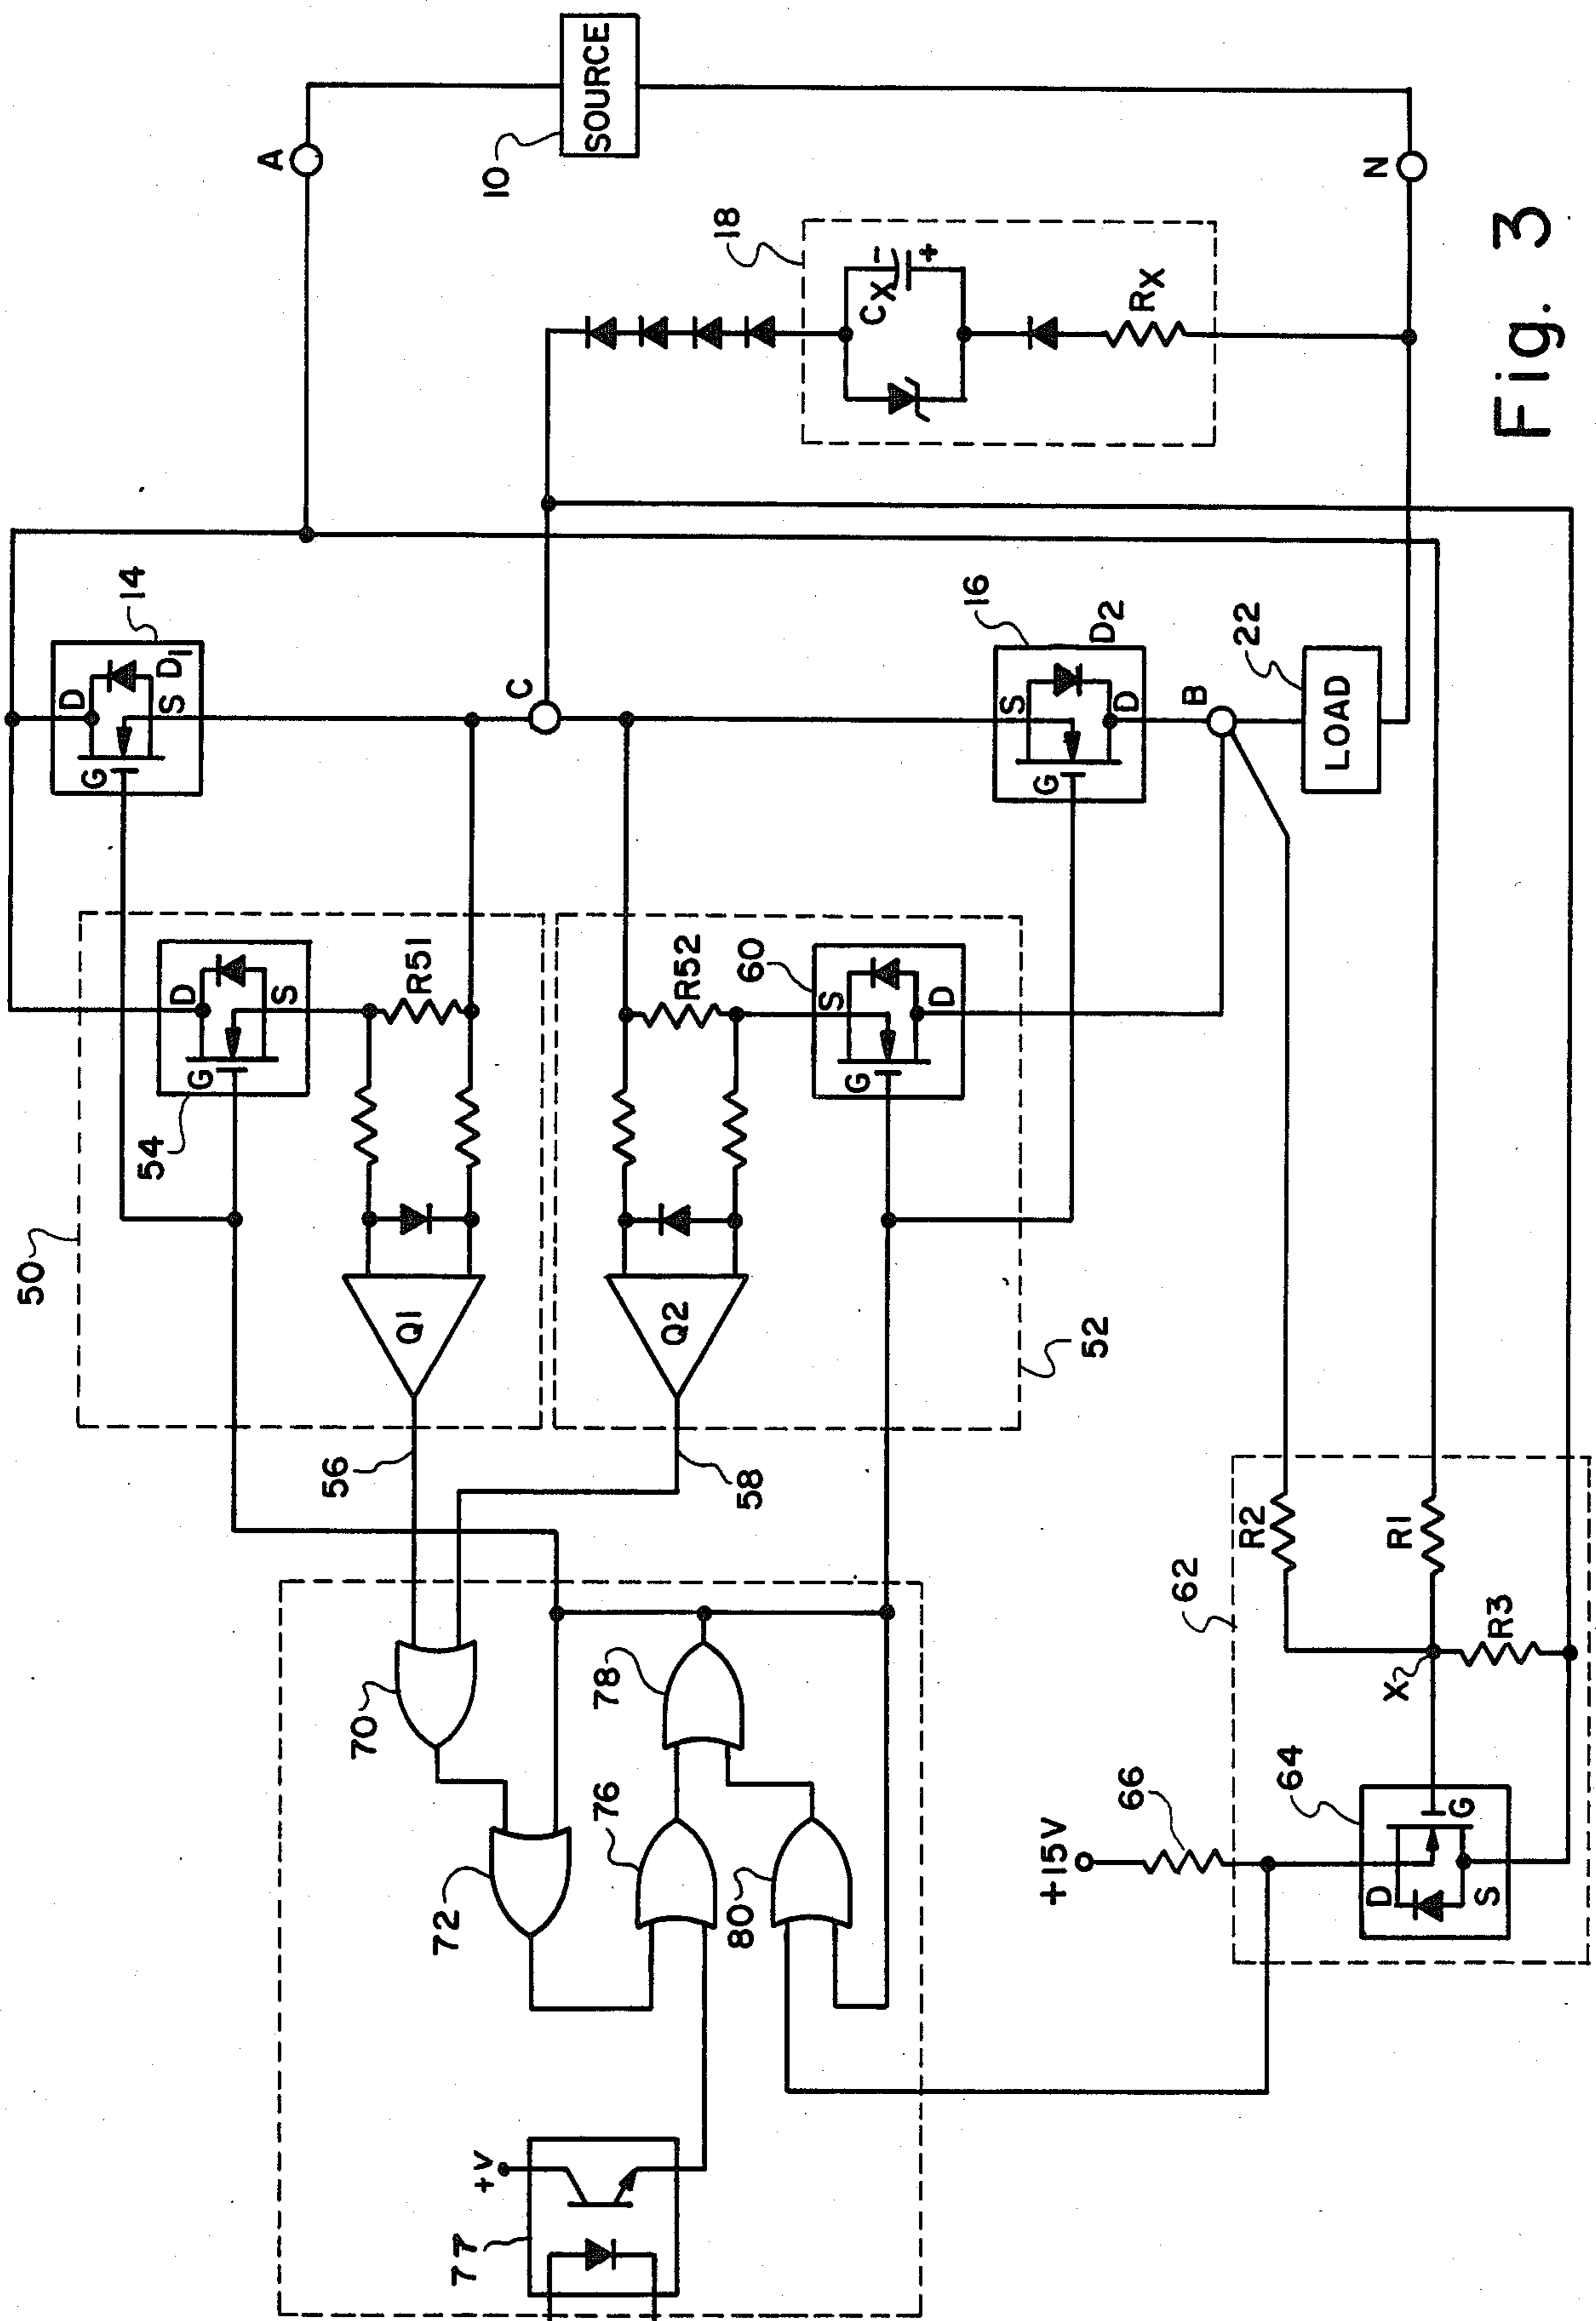 A
SOURCE
10
N
18
Cx
-
+
Rx
Fig. 3
14
D
D1
S
G
C
16
D2
S
D
G
B
22
LOAD
50
54
D
S
G
R51
Q1
R52
60
S
D
G
Q2
52
56
58
62
R2
R1
R3
X
64
66
+15V
D
S
G
70
72
76
78
80
+V
77